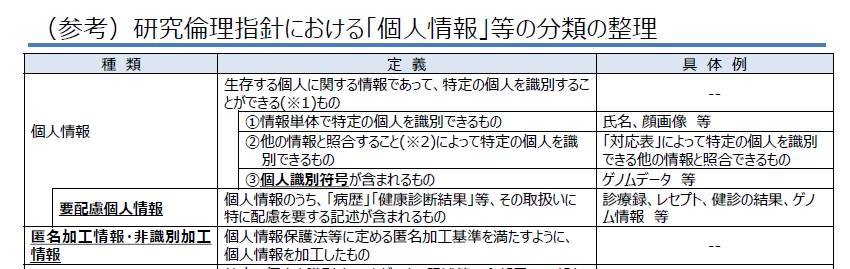 （参考）研究倫理指針における「個人情報」等の分類の整理
種 類 定 義 具 体 例
個人情報
生存する個人に関する情報であって、特定の個人を識別するこ
とができる(※1)もの
--
①情報単体で特定の個人を識別できるもの
氏名、顔画像 等
②他の情報と照合すること(※2)によって特定の個人を識
別できるもの
「対応表」によって特定の個人を識別
できる他の情報と照合できるもの
③個人識別符号が含まれるもの
ゲノムデータ 等
要配慮個人情報
個人情報のうち、「病歴」「健康診断結果」等、その取扱いに
特に配慮を要する記述が含まれるもの
診療録、レセプト、健診の結果、ゲノ
ム情報 等
匿名加工情報・非識別加工
情報
個人情報保護法等に定める匿名加工基準を満たすように、
個人情報を加工したもの
--